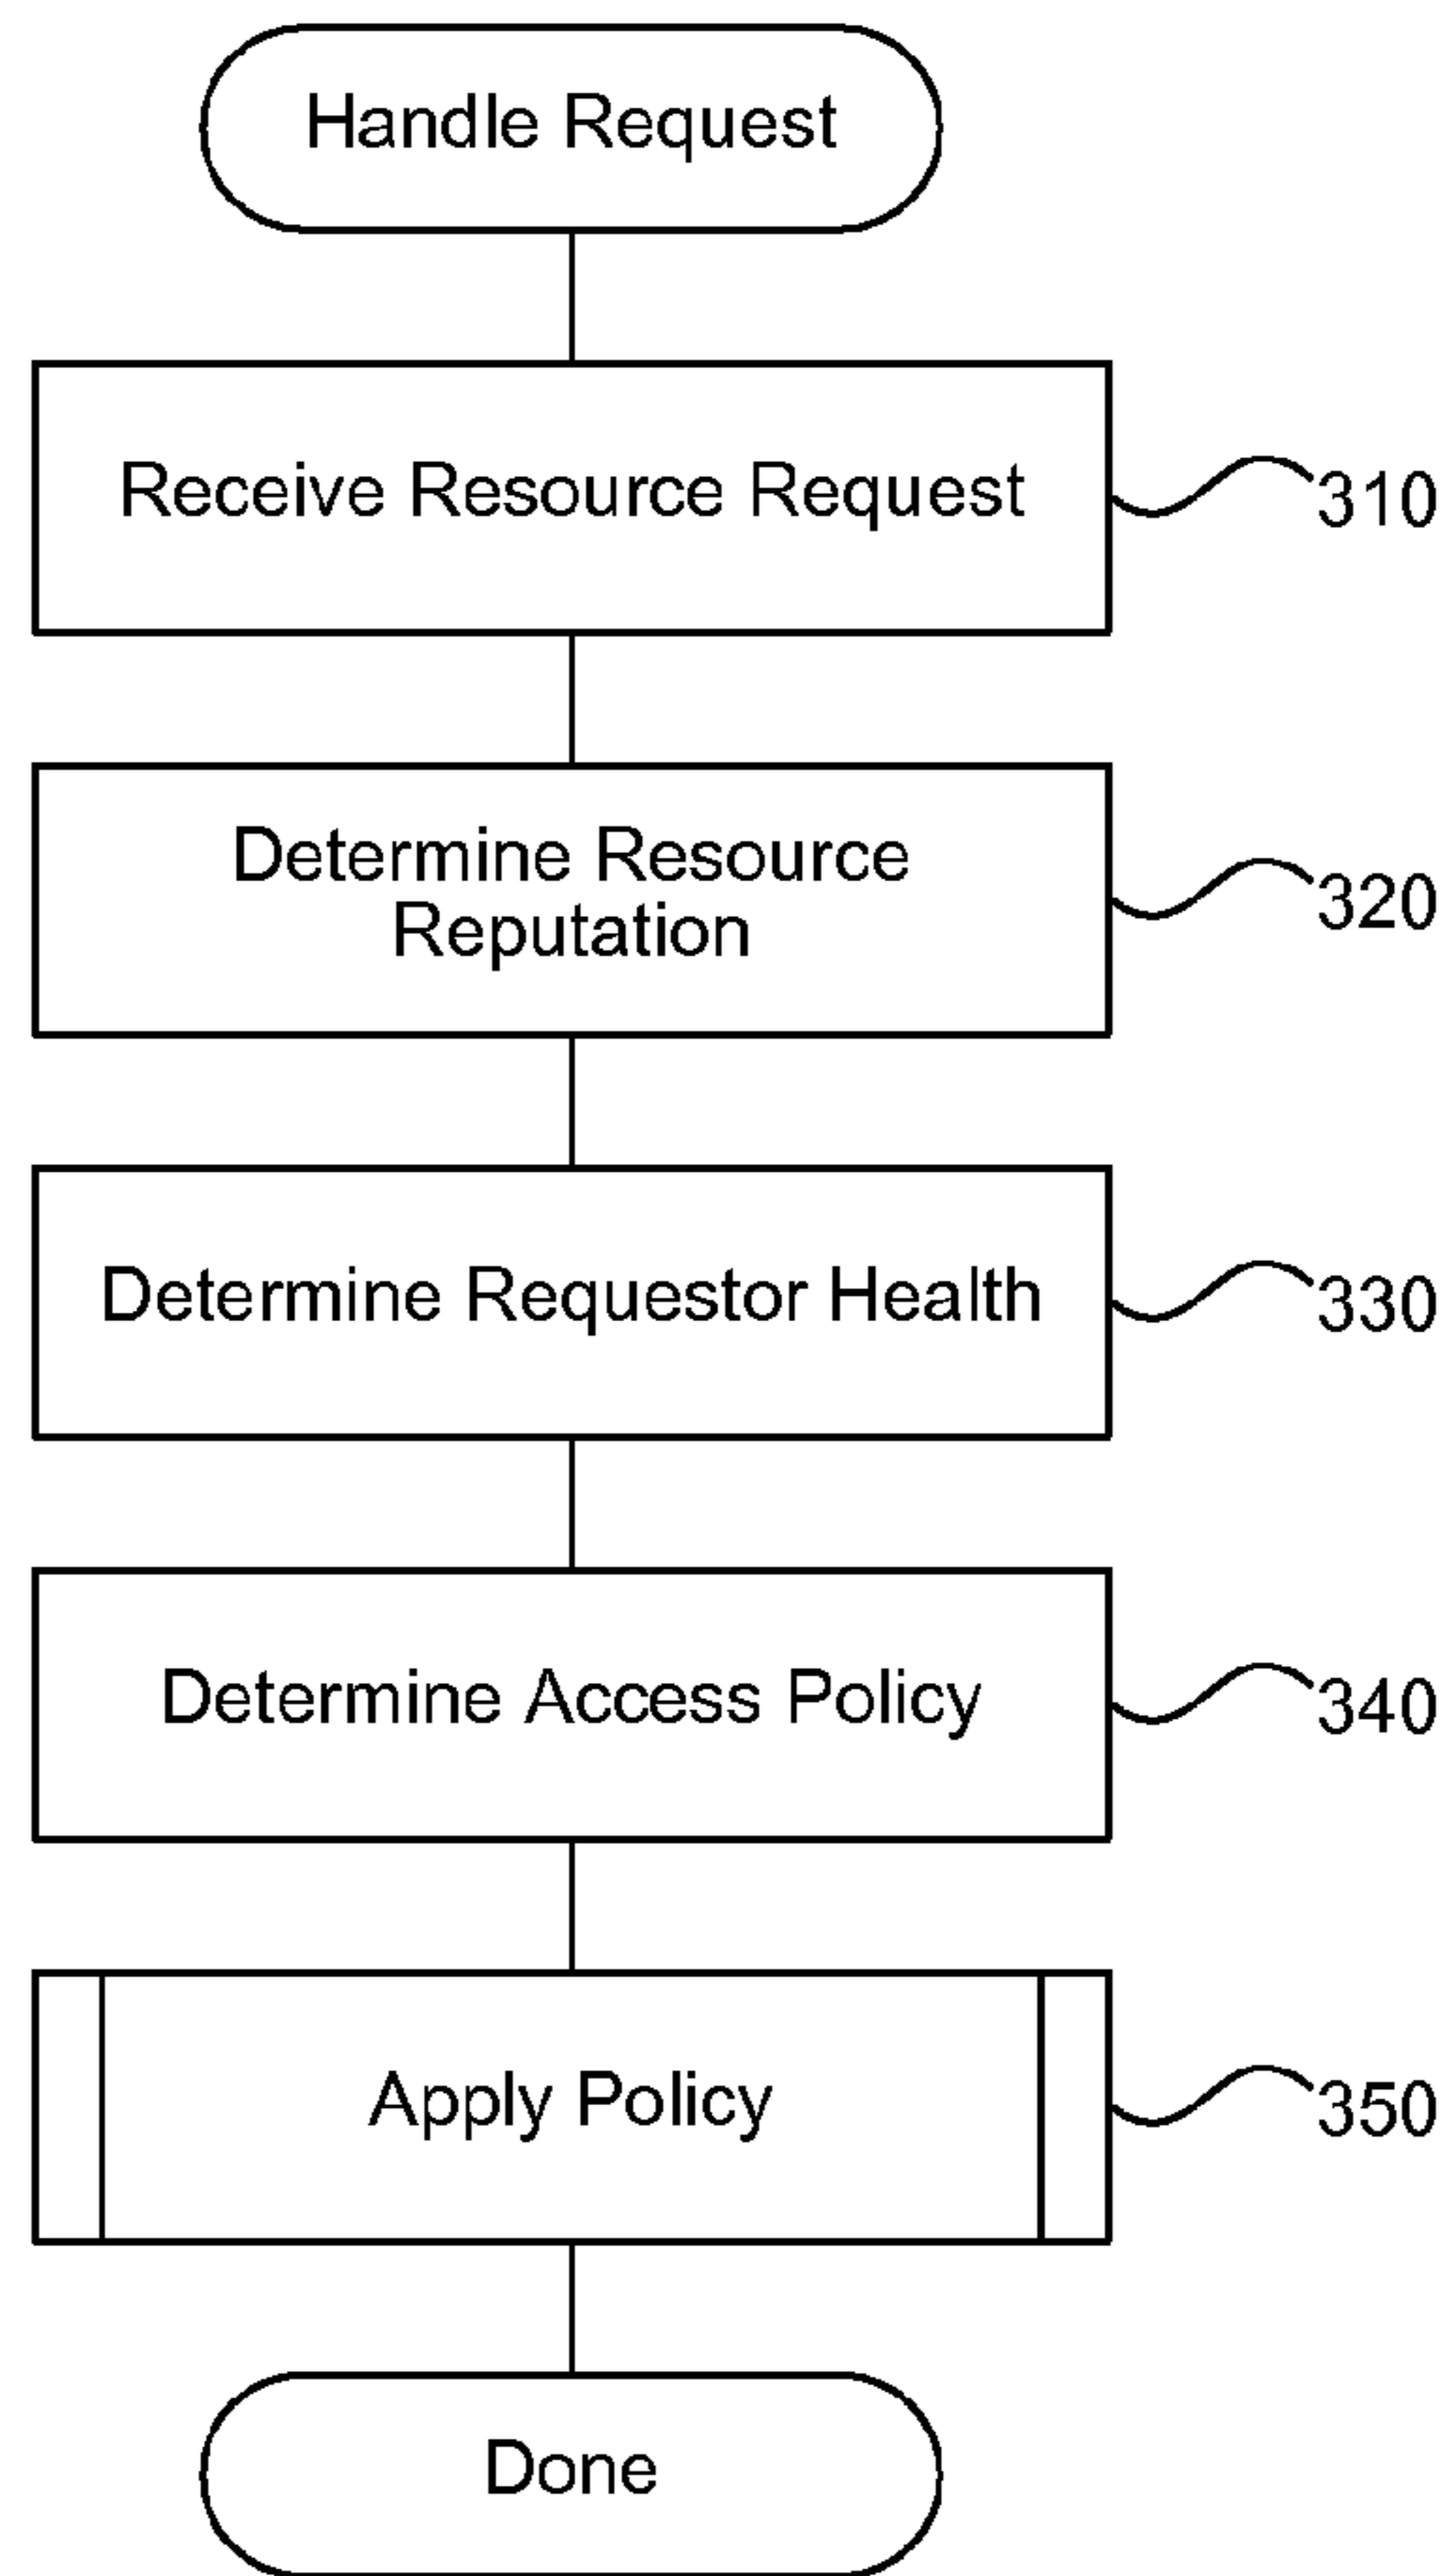 Handle Request
Receive Resource Request
310
Determine Resource
Reputation
320
Determine Requestor Health
330
Determine Access Policy
340
Apply Policy
350
Done